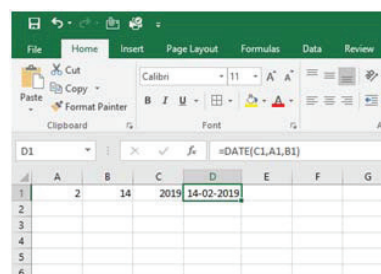 File Home Insert Page Layout Formulas Data Review
Paste
Cut
Copy
Format Painter
Calibri 11 A A
B I U A
Clipboard Font
D1 fx =DATE(C1,A1,B1)
A B C D E F G
1 2 14 2019 14-02-2019
2
3
4
5
6